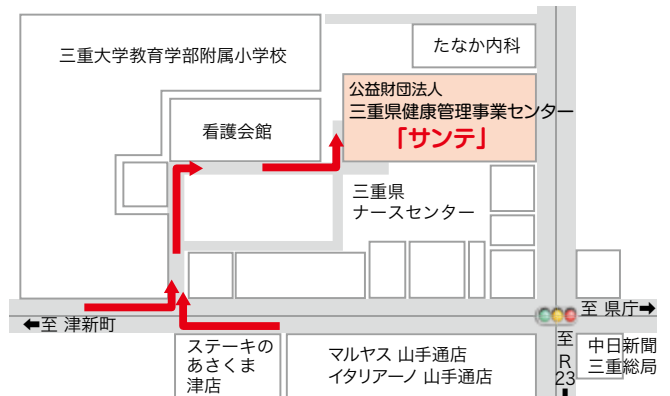 たなか内科
三重大学教育学部附属小学校
公益財団法人
三重県健康管理事業センター
「サンテ」
看護会館
三重県
ナースセンター
至 県庁➡
⬅至 津新町
至
R
23
ステーキの
あさくま
津店
マルヤス 山手通店
イタリアーノ 山手通店
中日新聞
三重総局